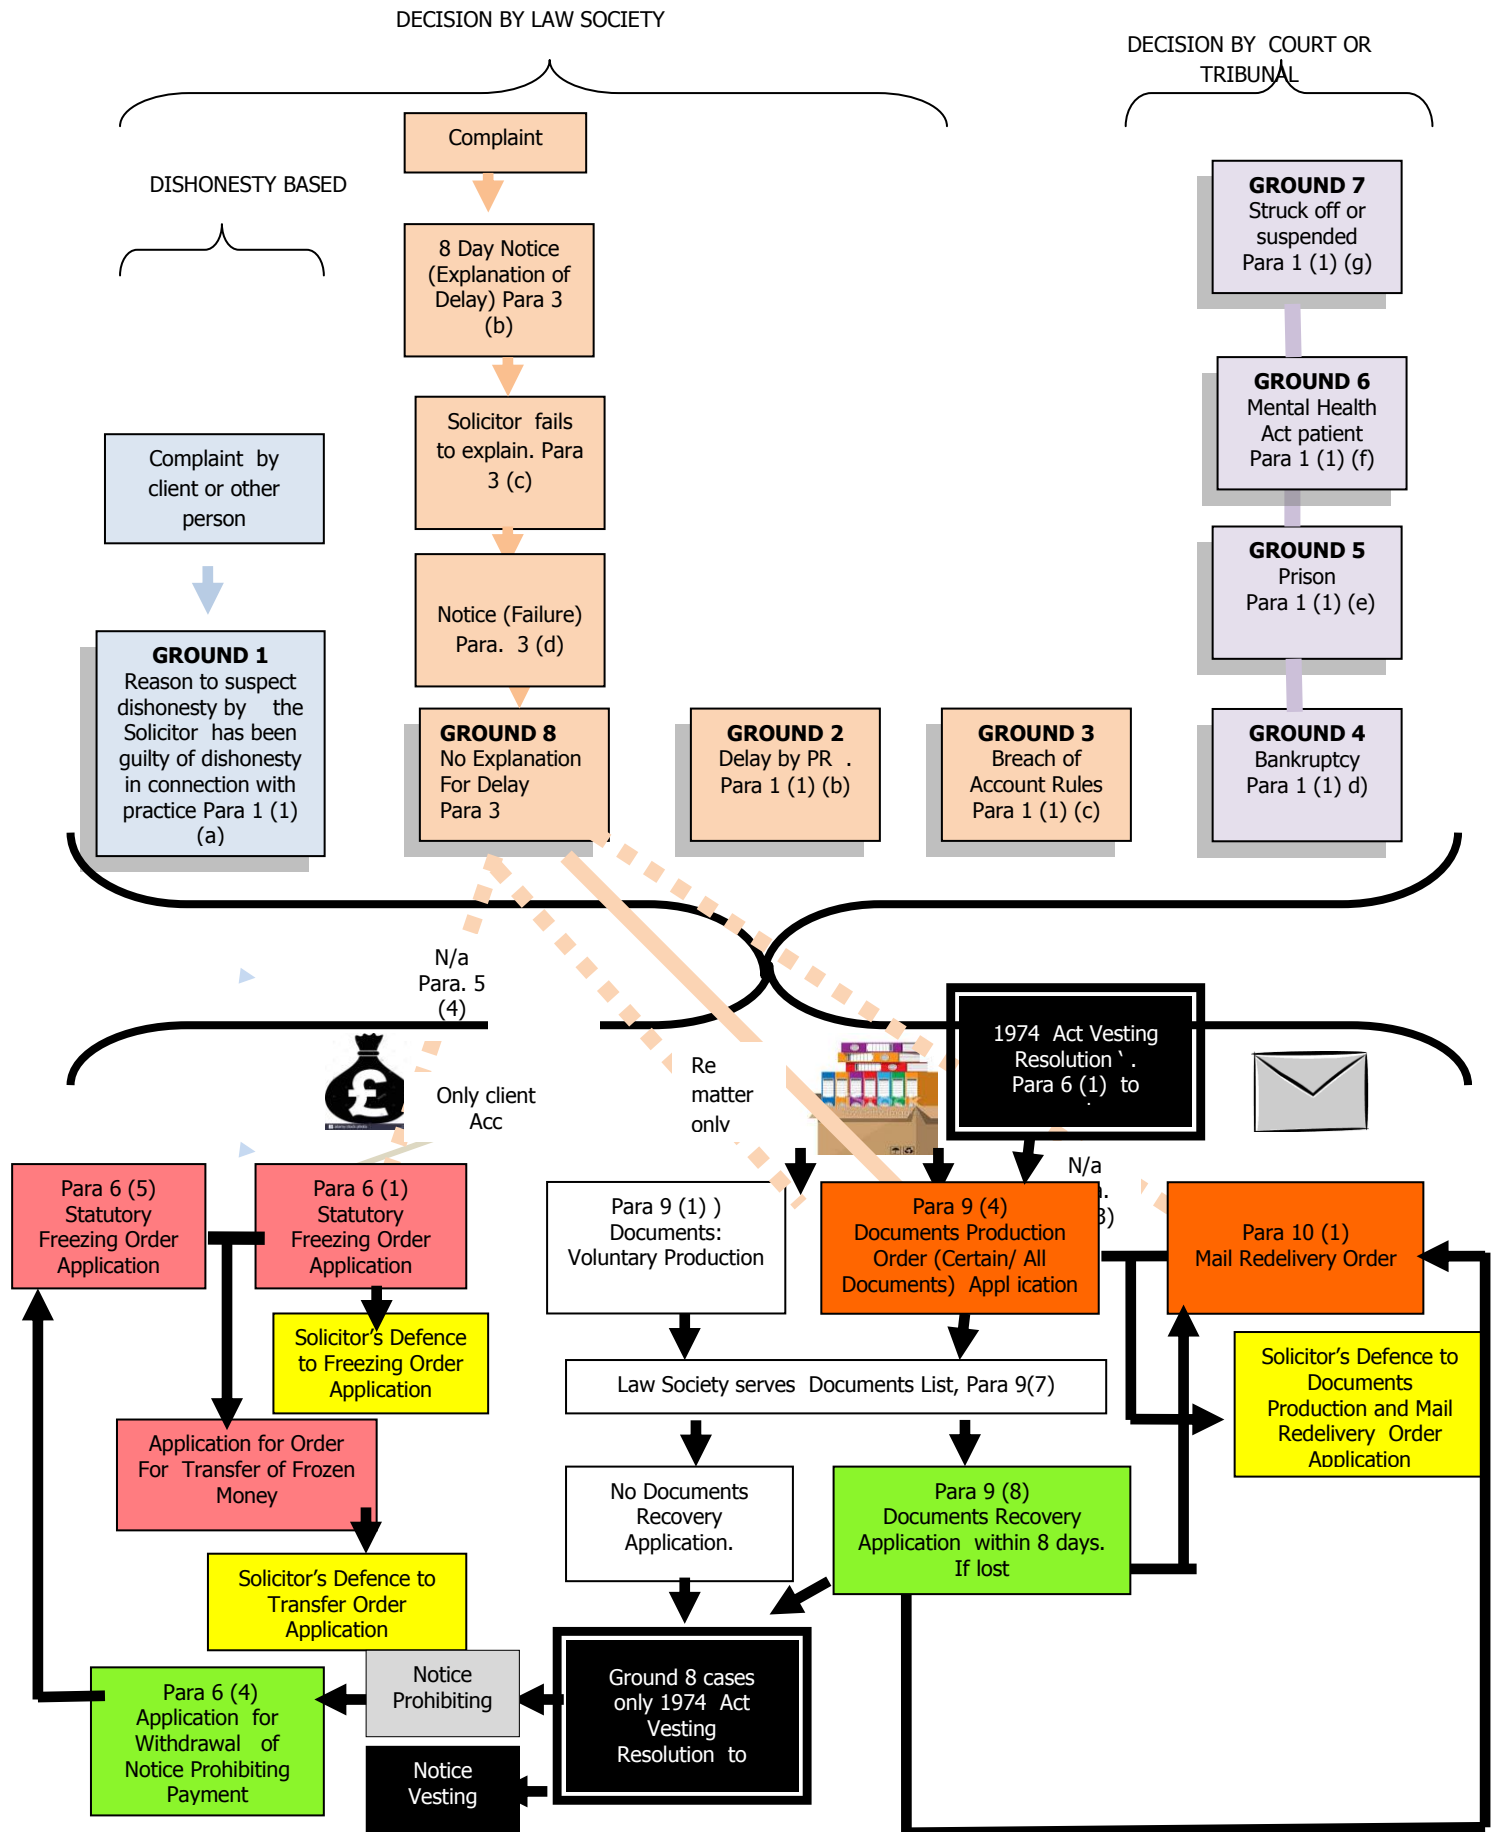 DECISION BY LAW SOCIETY
DECISION BY COURT OR
TRIBUNAL
DISHONESTY BASED
Complaint
8 Day Notice
(Explanation of
Delay) Para 3
(b)
Solicitor fails
to explain. Para
3 (c)
Notice (Failure)
Para. 3 (d)
Complaint by
client or other
person
GROUND 7
Struck off or
suspended
Para 1 (1) (g)
GROUND 6
Mental Health
Act patient
Para 1 (1) (f)
GROUND 5
Prison
Para 1 (1) (e)
GROUND 1
Reason to suspect
dishonesty by the
Solicitor has been
guilty of dishonesty
in connection with
practice Para 1 (1)
(a)
GROUND 8
No Explanation
For Delay
Para 3
GROUND 2
Delay by PR .
Para 1 (1) (b)
GROUND 3
Breach of
Account Rules
Para 1 (1) (c)
GROUND 4
Bankruptcy
Para 1 (1) d)
N/a
Para. 5
(4)
Only client
Acc
Re
matter
only
1974 Act Vesting
Resolution ‵ .
Para 6 (1) to
N/a
Para 6 (5)
Statutory
Freezing Order
Application
Para 6 (1)
Statutory
Freezing Order
Application
Para 9 (1) )
Documents:
Voluntary Production
Para 9 (4)
Documents Production
Order (Certain/ All
Documents) Appl ication
Para 10 (1)
Mail Redelivery Order
Solicitor’s Defence
to Freezing Order
Application
Law Society serves Documents List, Para 9(7)
Solicitor’s Defence to
Documents
Production and Mail
Redelivery Order
Application
Application for Order
For Transfer of Frozen
Money
No Documents
Recovery
Application.
Para 9 (8)
Documents Recovery
Application within 8 days.
If lost
Solicitor’s Defence to
Transfer Order
Application
Para 6 (4)
Application for
Withdrawal of
Notice Prohibiting
Payment
Notice
Prohibiting
Notice
Vesting
Ground 8 cases
only 1974 Act
Vesting
Resolution to